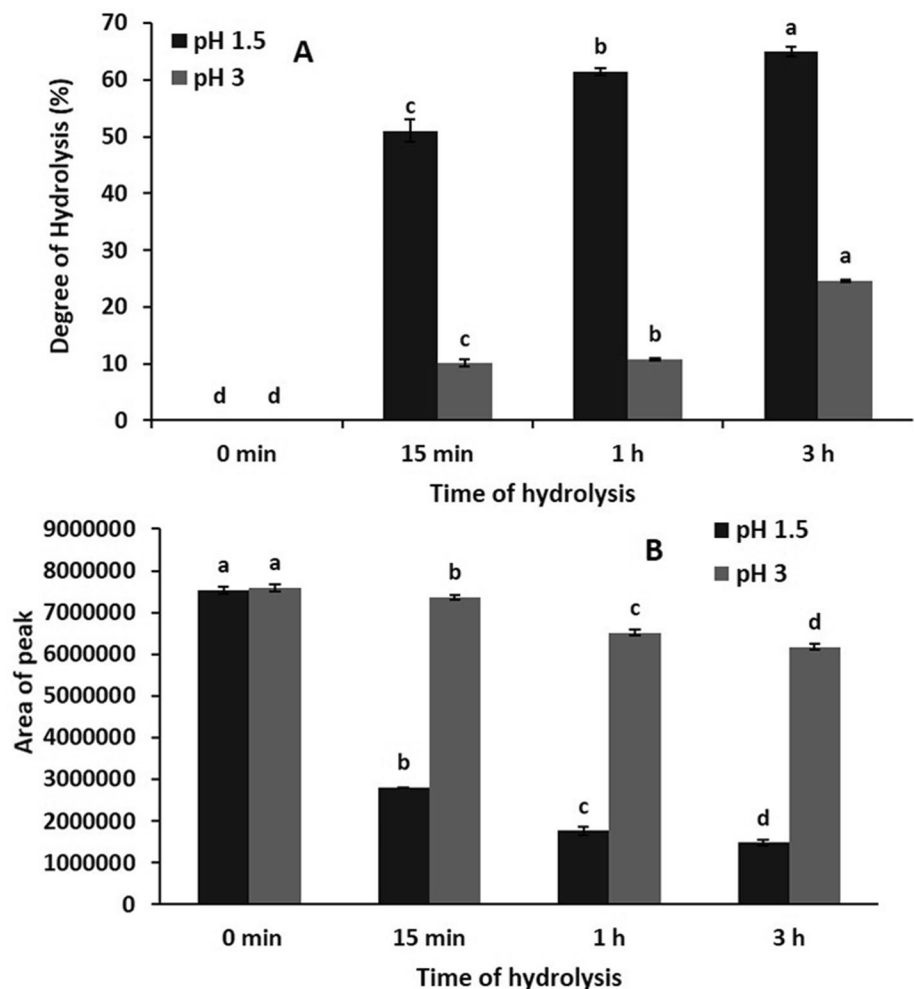 70
60
50
40
30
20
10
0
Degree of Hydrolysis (%)
pH 1.5
pH 3
A
d d
c
c
b
b
a
a
0 min 15 min 1 h 3 h
Time of hydrolysis
9000000
8000000
7000000
6000000
5000000
4000000
3000000
2000000
1000000
0
Area of peak
pH 1.5
pH 3
B
a a
b
b
c
c
d
d
0 min 15 min 1 h 3 h
Time of hydrolysis